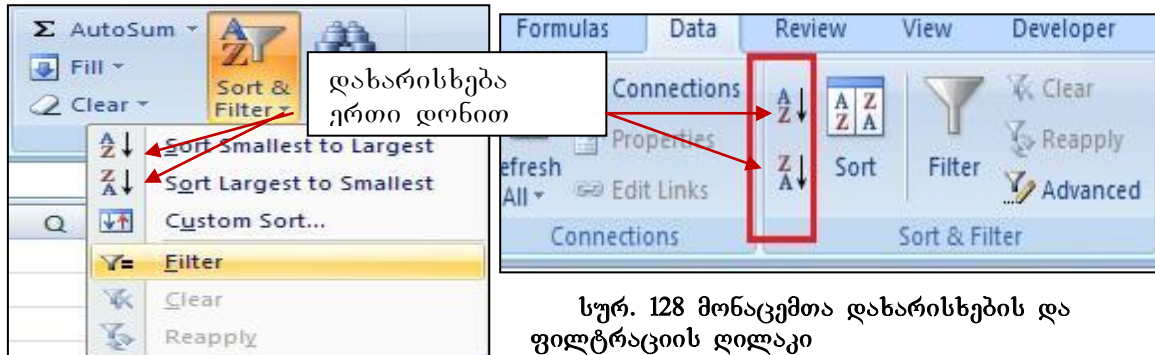 Σ AutoSum
Fill
Clear
Sort &
Filter
Sort Smallest to Largest
Sort Largest to Smallest
Custom Sort...
Filter
Clear
Reapply
Q
დახარისხება
ერთი დონით
Formulas Data Review View Developer
Connections
Properties
Edit Links
efresh
All
Connections
Sort
Filter
Clear
Reapply
Advanced
Sort & Filter
სურ. 128 მონაცემთა დახარისხების და
ფილტრაციის ღილაკი